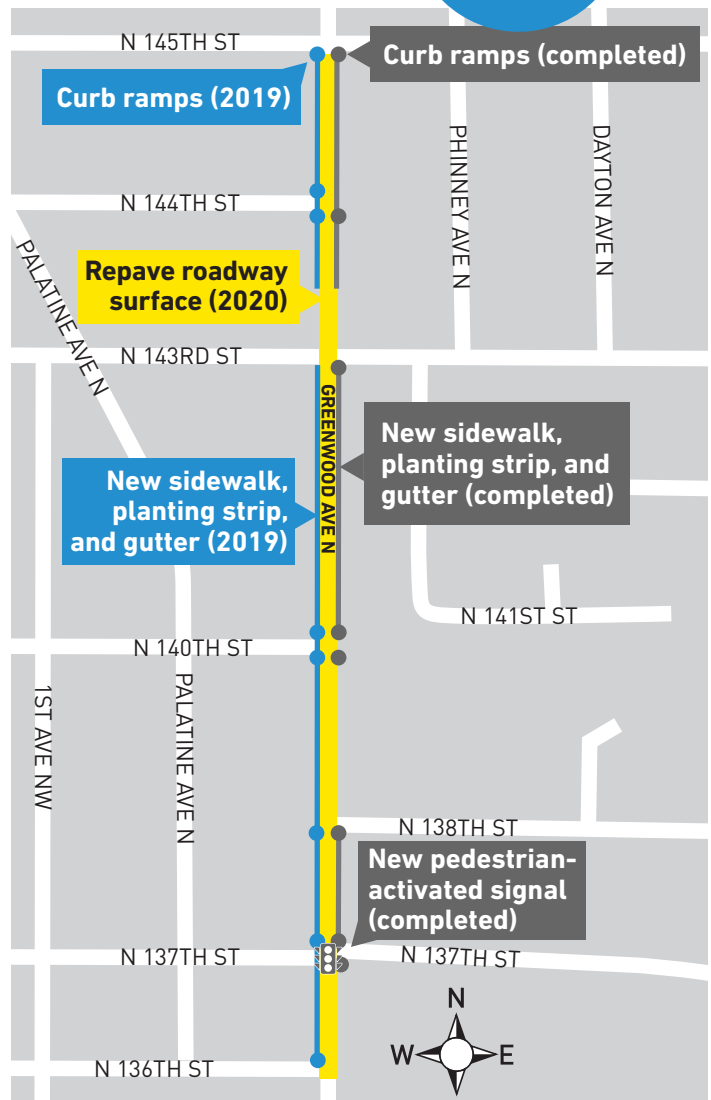 N 145TH ST
Curb ramps (completed)
Curb ramps (2019)
PHINNEY AVE N
DAYTON AVE N
N 144TH ST
PALATINE AVE N
Repave roadway
surface (2020)
N 143RD ST
GREENWOOD AVE N
New sidewalk,
planting strip, and
gutter (completed)
New sidewalk,
planting strip,
and gutter (2019)
N 141ST ST
N 140TH ST
1ST AVE NW
PALATINE AVE N
N 138TH ST
New pedestrian-
activated signal
(completed)
N 137TH ST
N 137TH ST
N
W
E
S
N 136TH ST